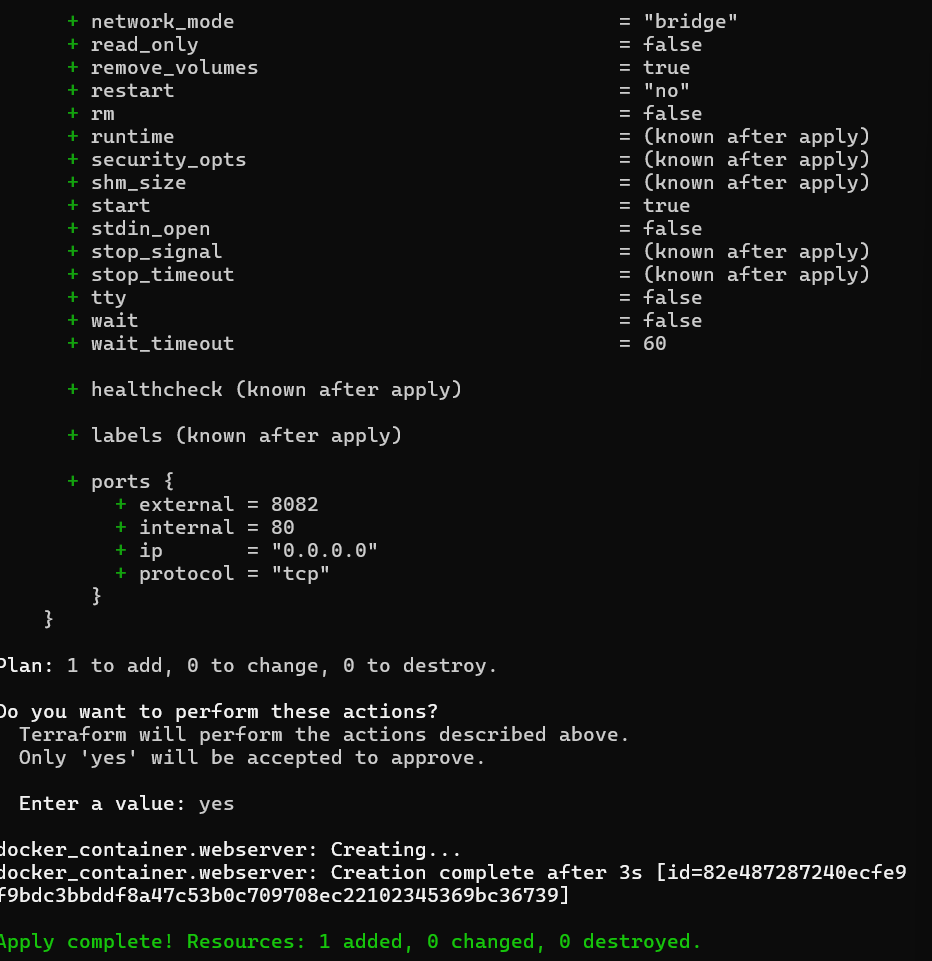 + network_mode = "bridge"
+ read_only = false
+ remove_volumes = true
+ restart = "no"
+ rm = false
+ runtime = (known after apply)
+ security_opts = (known after apply)
+ shm_size = (known after apply)
+ start = true
+ stdin_open = false
+ stop_signal = (known after apply)
+ stop_timeout = (known after apply)
+ tty = false
+ wait = false
+ wait_timeout = 60
+ healthcheck (known after apply)
+ labels (known after apply)
+ ports {
+ external = 8082
+ internal = 80
+ ip = "0.0.0.0"
+ protocol = "tcp"
}
}
Plan: 1 to add, 0 to change, 0 to destroy.
Do you want to perform these actions?
Terraform will perform the actions described above.
Only 'yes' will be accepted to approve.
Enter a value: yes
docker_container.webserver: Creating...
docker_container.webserver: Creation complete after 3s [id=82e487287240ecfe9
f9bdc3bbddf8a47c53b0c709708ec22102345369bc36739]
Apply complete! Resources: 1 added, 0 changed, 0 destroyed.